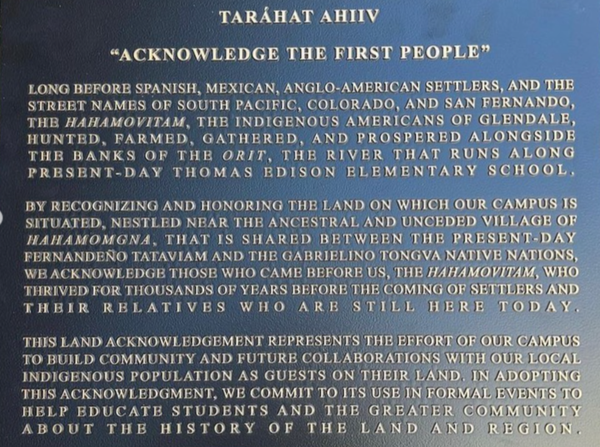 TARÁHAT AHIIV
“ACKNOWLEDGE THE FIRST PEOPLE”
LONG BEFORE SPANISH, MEXICAN, ANGLO-AMERICAN SETTLERS, AND THE
STREET NAMES OF SOUTH PACIFIC, COLORADO, AND SAN FERNANDO,
THE HAHAMOVITAM, THE INDIGENOUS AMERICANS OF GLENDALE,
HUNTED, FARMED, GATHERED, AND PROSPERED ALONGSIDE
THE BANKS OF THE ORIT, THE RIVER THAT RUNS ALONG
PRESENT-DAY THOMAS EDISON ELEMENTARY SCHOOL.
BY RECOGNIZING AND HONORING THE LAND ON WHICH OUR CAMPUS IS
SITUATED, NESTLED NEAR THE ANCESTRAL AND UNCEDED VILLAGE OF
HAHAMOMGNA, THAT IS SHARED BETWEEN THE PRESENT-DAY
FERNANDEÑO TATAVIAM AND THE GABRIELINO TONGVA NATIVE NATIONS,
WE ACKNOWLEDGE THOSE WHO CAME BEFORE US, THE HAHAMOVITAM, WHO
THRIVED FOR THOUSANDS OF YEARS BEFORE THE COMING OF SETTLERS AND
THEIR RELATIVES WHO ARE STILL HERE TODAY.
THIS LAND ACKNOWLEDGEMENT REPRESENTS THE EFFORT OF OUR CAMPUS
TO BUILD COMMUNITY AND FUTURE COLLABORATIONS WITH OUR LOCAL
INDIGENOUS POPULATION AS GUESTS ON THEIR LAND. IN ADOPTING
THIS ACKNOWLEDGMENT, WE COMMIT TO ITS USE IN FORMAL EVENTS TO
HELP EDUCATE STUDENTS AND THE GREATER COMMUNITY
ABOUT THE HISTORY OF THE LAND AND REGION.